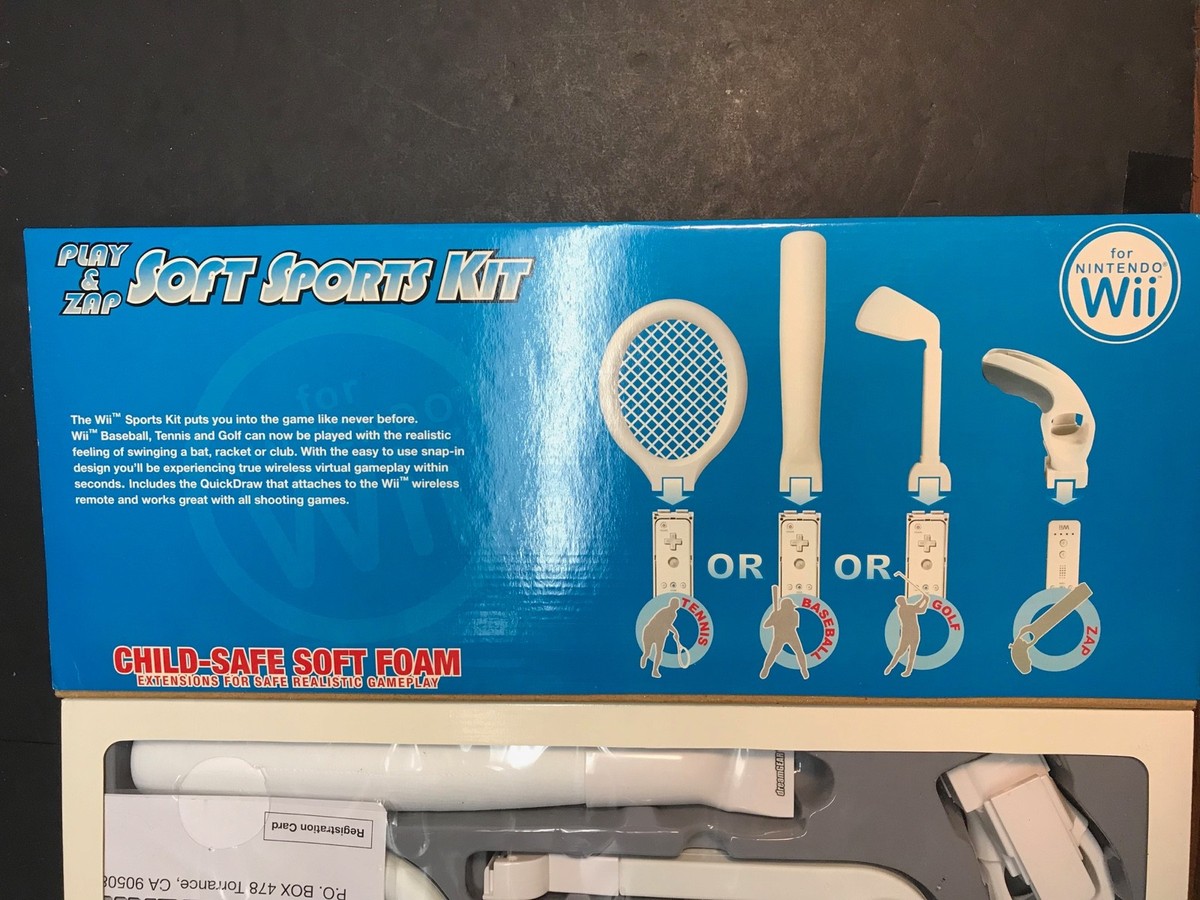 PLAY
&
ZAP
SOFT SPORTS KIT
for
NINTENDO®
Wii™
The Wii™ Sports Kit puts you into the game like never before.
Wii™ Baseball, Tennis and Golf can now be played with the realistic
feeling of swinging a bat, racket or club. With the easy to use snap-in
design you'll be experiencing true wireless virtual gameplay within
seconds. Includes the QuickDraw that attaches to the Wii™ wireless
remote and works great with all shooting games.
OR
OR
TENNIS
BASEBALL
GOLF
ZAP
CHILD-SAFE SOFT FOAM
EXTENSIONS FOR SAFE REALISTIC GAMEPLAY
dreamGEAR
Registration Card
P.O. BOX 478 Torrance, CA 90508